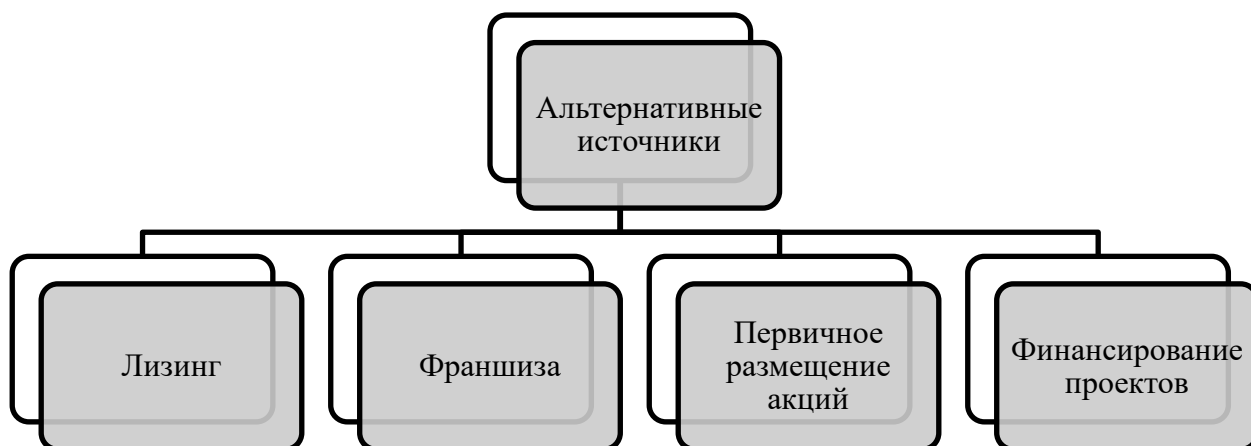 Альтернативные
источники
Лизинг
Франшиза
Первичное
размещение
акций
Финансирование
проектов